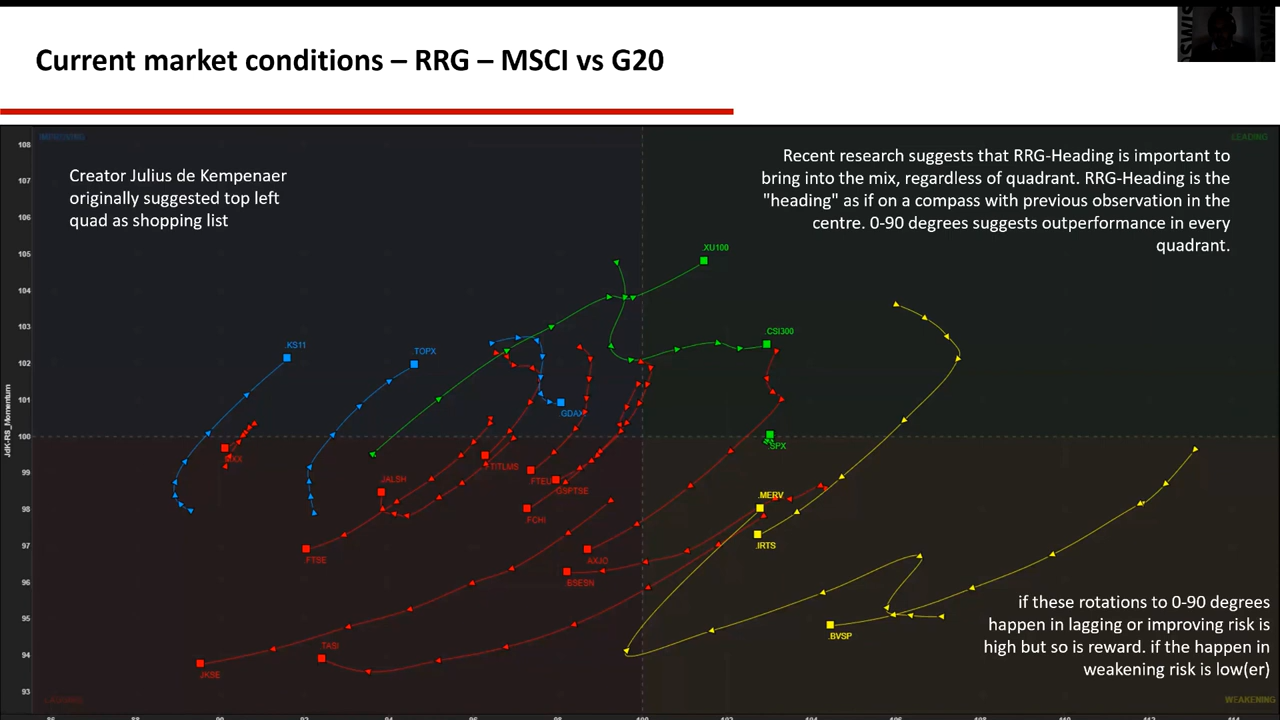 Current market conditions – RRG – MSCI vs G20
IMPROVING
LEADING
108
107
106
105
104
103
102
101
100
99
98
97
96
95
94
93
JdK-RS_Momentum
Creator Julius de Kempenaer
originally suggested top left
quad as shopping list
Recent research suggests that RRG-Heading is important to
bring into the mix, regardless of quadrant. RRG-Heading is the
"heading" as if on a compass with previous observation in the
centre. 0-90 degrees suggests outperformance in every
quadrant.
.XU100
.CSI300
.KS11
TOPX
GDAXI
.SPX
MXX
JALSH
FTITLMS
FTEU
GSPTSE
.MERV
.FCHI
.IRTS
.FTSE
AXJO
BSESN
.BVSP
TASI
JKSE
if these rotations to 0-90 degrees
happen in lagging or improving risk is
high but so is reward. if the happen in
weakening risk is low(er)
LAGGING
WEAKENING